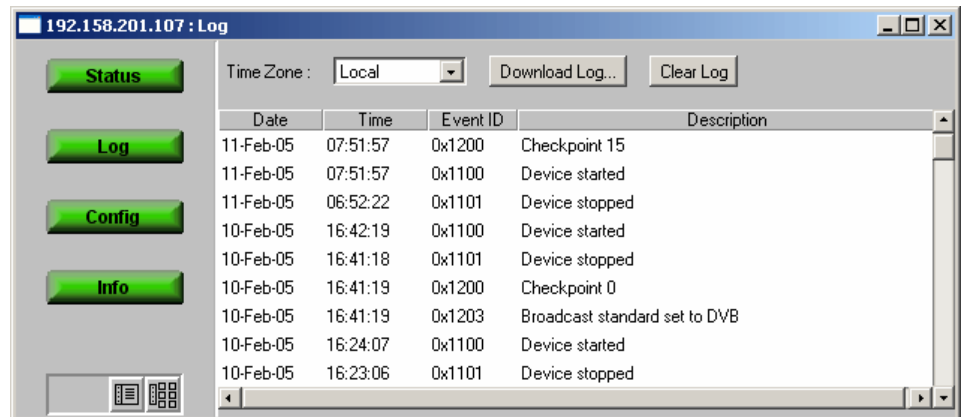 192.158.201.107 : Log
Status
Log
Config
Info
Time Zone : Local Download Log... Clear Log
Date Time Event ID Description
11-Feb-05 07:51:57 0x1200 Checkpoint 15
11-Feb-05 07:51:57 0x1100 Device started
11-Feb-05 06:52:22 0x1101 Device stopped
10-Feb-05 16:42:19 0x1100 Device started
10-Feb-05 16:41:18 0x1101 Device stopped
10-Feb-05 16:41:19 0x1200 Checkpoint 0
10-Feb-05 16:41:19 0x1203 Broadcast standard set to DVB
10-Feb-05 16:24:07 0x1100 Device started
10-Feb-05 16:23:06 0x1101 Device stopped